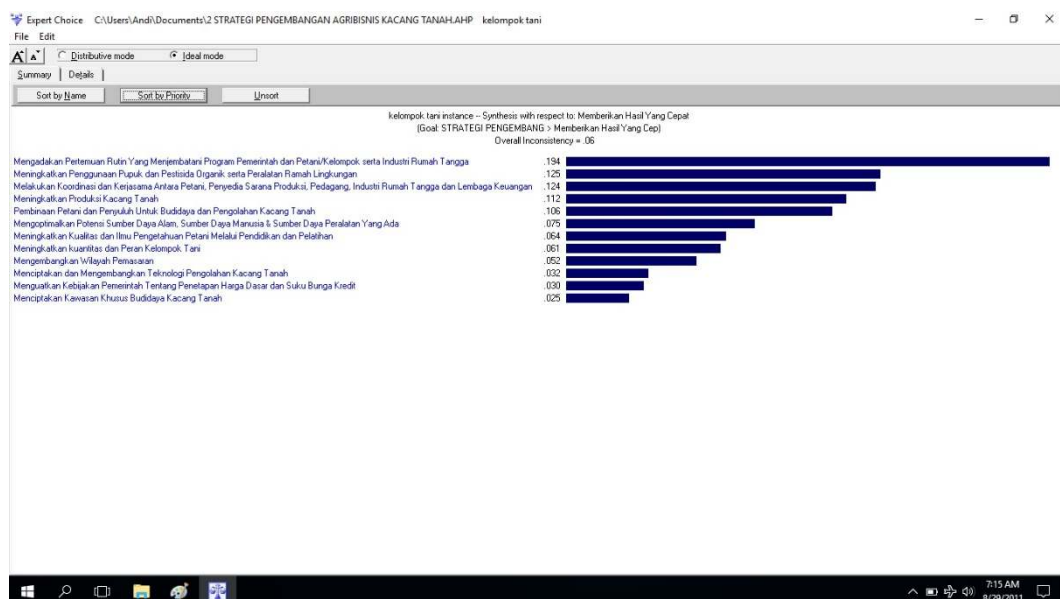 Expert Choice C:\Users\Andi\Documents\2 STRATEGI PENGEMBANGAN AGRIBISNIS KACANG TANAH.AHP kelompok tani
File Edit
A A Distributive mode Ideal mode
Summary Details
Sort by Name Sort by Priority Unsort
kelompok tani instance -- Synthesis with respect to: Memberikan Hasil Yang Cepat
(Goal: STRATEGI PENGEMBANG > Memberikan Hasil Yang Cep)
Overall Inconsistency = .06
Mengadakan Pertemuan Rutin Yang Menjembatani Program Pemerintah dan Petani/Kelompok serta Industri Rumah Tangga .194
Meningkatkan Penggunaan Pupuk dan Pestisida Organik serta Peralatan Ramah Lingkungan .125
Melakukan Koordinasi dan Kerjasama Antara Petani, Penyedia Sarana Produksi, Pedagang, Industri Rumah Tangga dan Lembaga Keuangan .124
Meningkatkan Produksi Kacang Tanah .112
Pembinaan Petani dan Penyuluh Untuk Budidaya dan Pengolahan Kacang Tanah .106
Mengoptimalkan Potensi Sumber Daya Alam, Sumber Daya Manusia & Sumber Daya Peralatan Yang Ada .075
Meningkatkan Kualitas dan Ilmu Pengetahuan Petani Melalui Pendidikan dan Pelatihan .064
Meningkatkan kuantitas dan Peran Kelompok Tani .061
Mengembangkan Wilayah Pemasaran .052
Menciptakan dan Mengembangkan Teknologi Pengolahan Kacang Tanah .032
Menguatkan Kebijakan Pemerintah Tentang Penetapan Harga Dasar dan Suku Bunga Kredit .030
Menciptakan Kawasan Khusus Budidaya Kacang Tanah .025
7:15 AM
8/29/2011